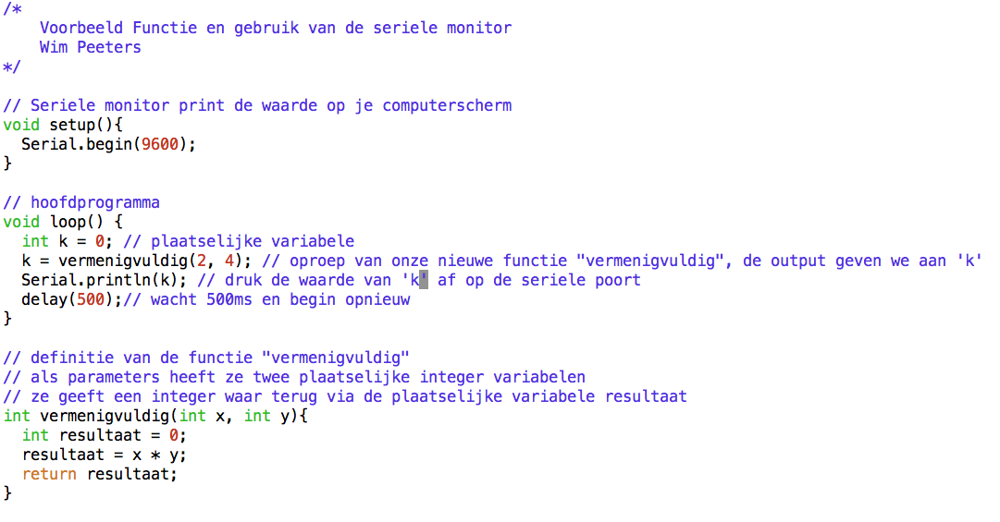 /*
    Voorbeeld Functie en gebruik van de seriele monitor
    Wim Peeters
*/

// Seriele monitor print de waarde op je computerscherm
void setup(){
  Serial.begin(9600);
}

// hoofdprogramma
void loop() {
  int k = 0; // plaatselijke variabele
  k = vermenigvuldig(2, 4); // oproep van onze nieuwe functie "vermenigvuldig", de output geven we aan 'k'
  Serial.println(k); // druk de waarde van 'k' af op de seriele poort
  delay(500);// wacht 500ms en begin opnieuw
}

// definitie van de functie "vermenigvuldig"
// als parameters heeft ze twee plaatselijke integer variabelen
// ze geeft een integer waar terug via de plaatselijke variabele resultaat
int vermenigvuldig(int x, int y){
  int resultaat = 0;
  resultaat = x * y;
  return resultaat;
}